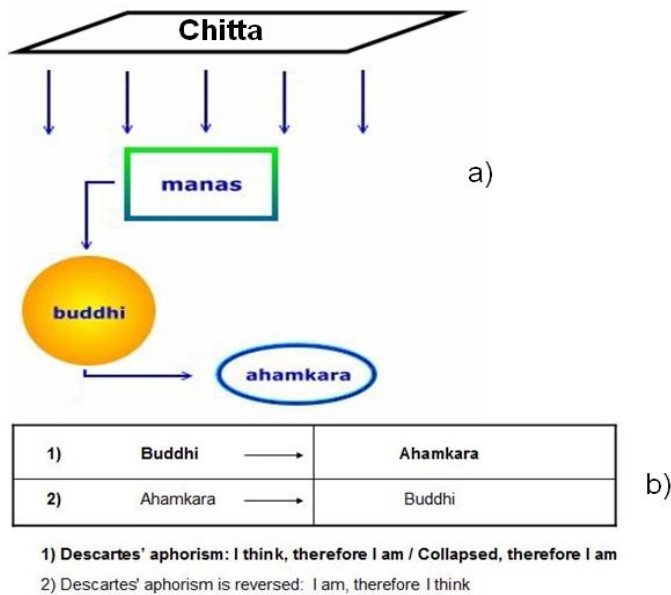 Chitta
manas
a)
buddhi
ahamkara
1) Buddhi Ahamkara
2) Ahamkara Buddhi
b)
1) Descartes' aphorism: I think, therefore I am / Collapsed, therefore I am
2) Descartes' aphorism is reversed: I am, therefore I think